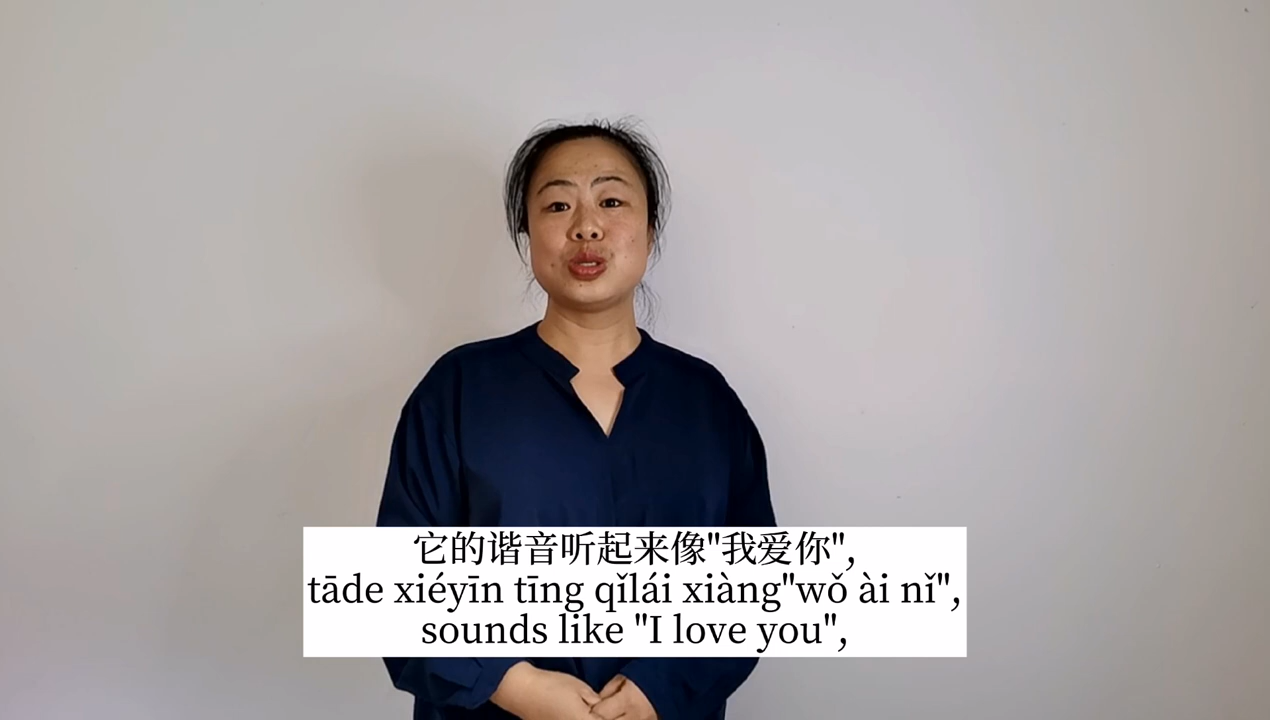 它的谐音听起来像"我爱你",
tāde xiéyīn tīng qǐlái xiàng"wǒ ài nǐ",
sounds like "I love you",